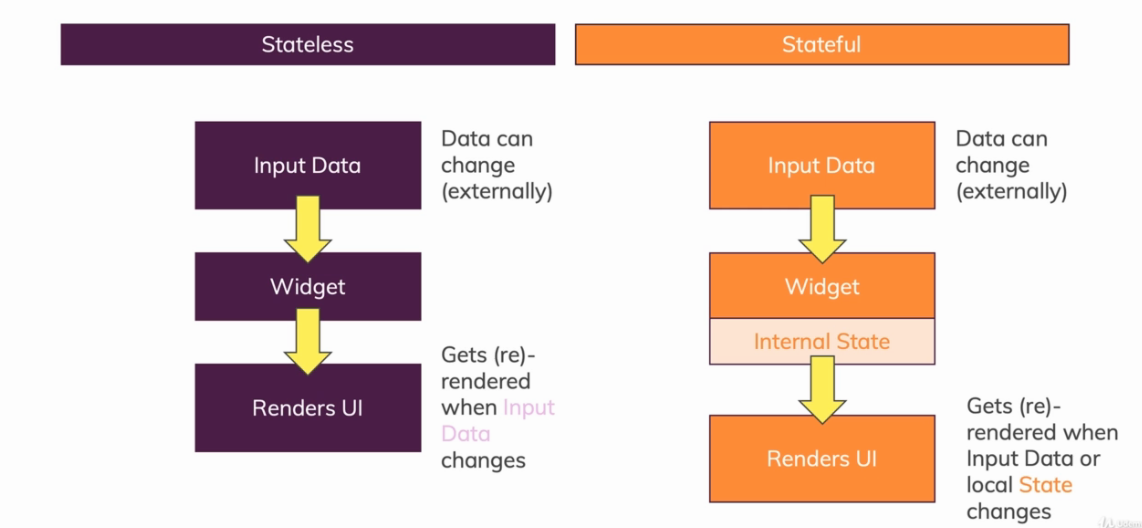 Stateless
Stateful
Input Data
Data can
change
(externally)
Widget
Renders UI
Gets (re)-
rendered
when Input
Data
changes
Input Data
Data can
change
(externally)
Widget
Internal State
Renders UI
Gets (re)-
rendered when
Input Data or
local State
changes